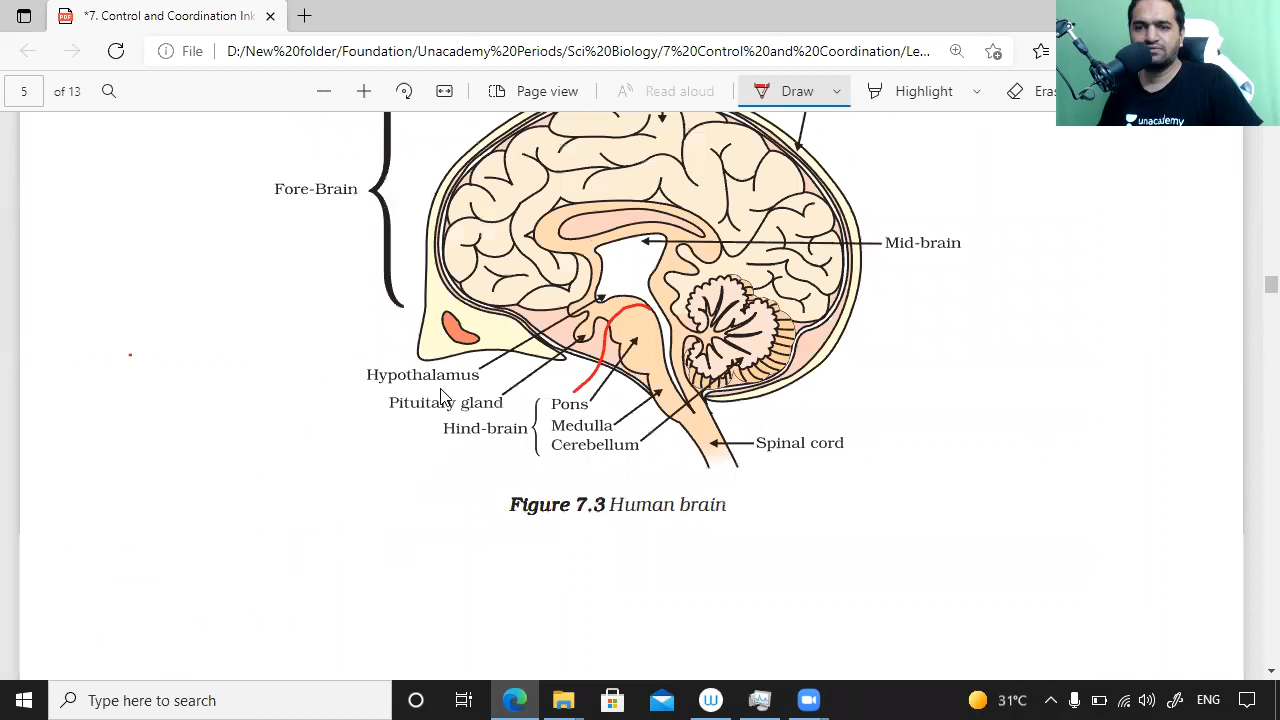 *7. Control and Coordination Ink
File
D:/New%20folder/Foundation/Unacademy%20Periods/Sci%20Biology/7%20Control%20and%20Coordination/Le...
5 of 13
Page view
Read aloud
Draw
Highlight
Eras
unacademy
Fore-Brain
Mid-brain
Hypothalamus
Pituitary gland
Hind-brain
Pons
Medulla
Cerebellum
Spinal cord
Figure 7.3 Human brain
Type here to search
31°C
ENG